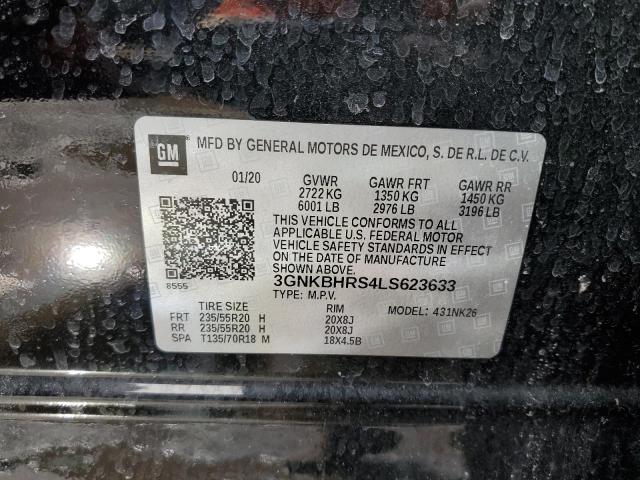 GM MFD BY GENERAL MOTORS DE MEXICO, S. DE R.L. DE C.V.
01/20 GVWR GAWR FRT GAWR RR
2722 KG 1350 KG 1450 KG
6001 LB 2976 LB 3196 LB
THIS VEHICLE CONFORMS TO ALL
APPLICABLE U.S. FEDERAL MOTOR
VEHICLE SAFETY STANDARDS IN EFFECT
ON THE DATE OF MANUFACTURE
SHOWN ABOVE.
8555 3GNKBHRS4LS623633
TYPE: M.P.V. MODEL: 431NK26
TIRE SIZE RIM
FRT 235/55R20 H 20X8J
RR 235/55R20 H 20X8J
SPA T135/70R18 M 18X4.5B